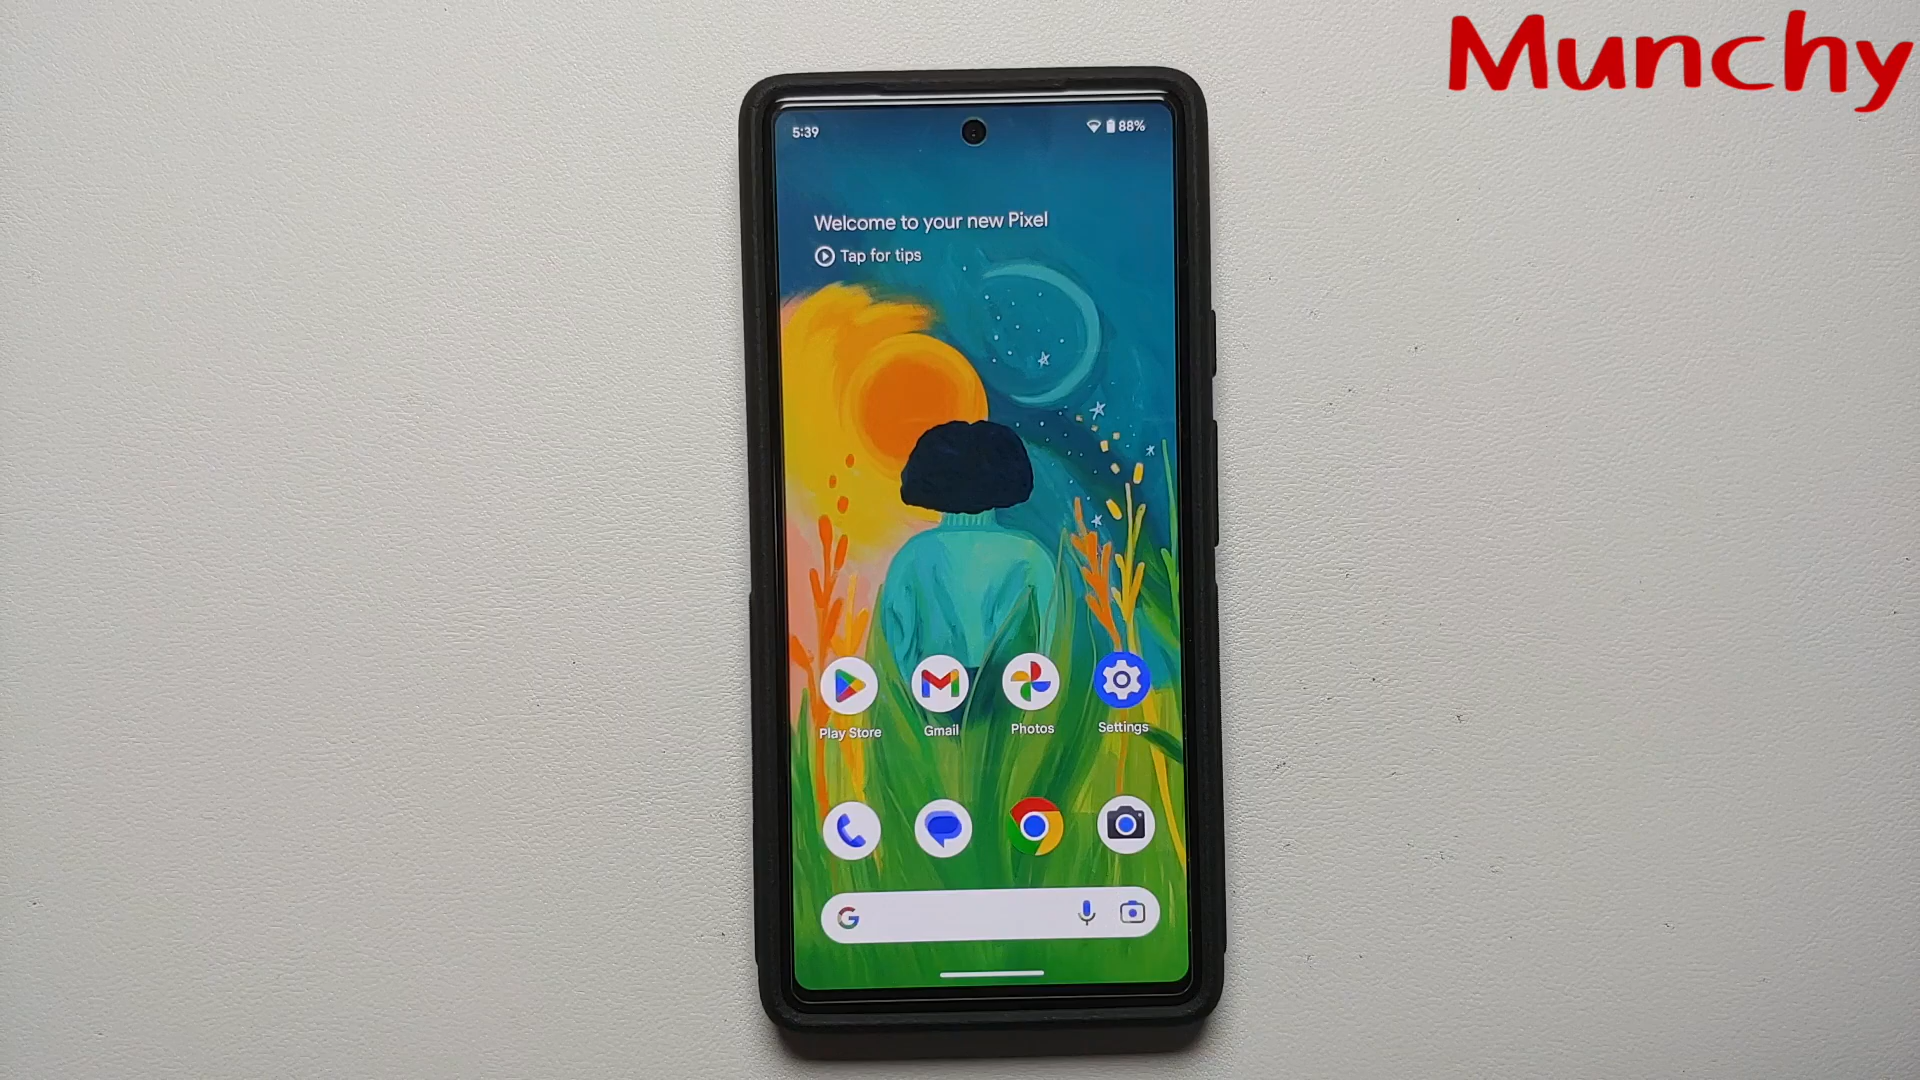 Munchy
5:39
88%
Welcome to your new Pixel
Tap for tips
Play Store
Gmail
Photos
Settings
G